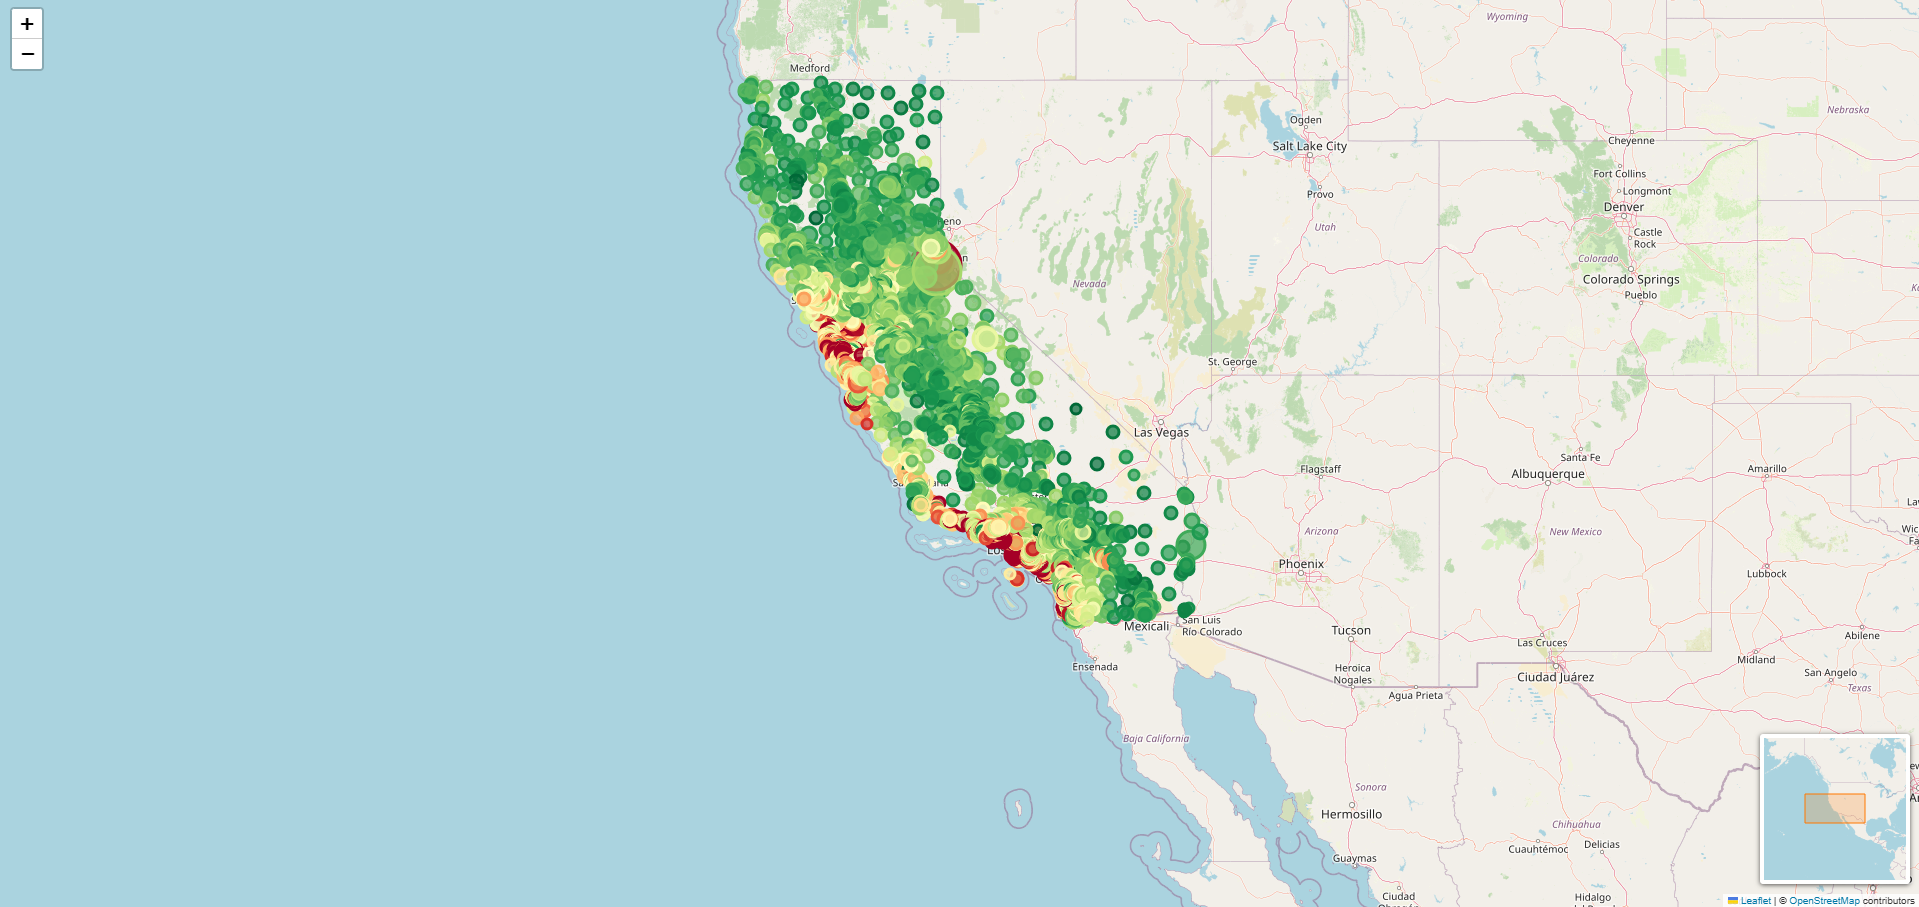 +
−
Wyoming
Medford
Nebraska
Ogden
Salt Lake City
Cheyenne
Provo
Fort Collins
Longmont
Denver
Castle
Rock
Utah
Nevada
Colorado
Colorado Springs
Pueblo
St. George
Las Vegas
Flagstaff
Santa Fe
Albuquerque
Amarillo
Arizona
New Mexico
Phoenix
Lubbock
Mexicali
San Luis
Río Colorado
Tucson
Las Cruces
Abilene
Ensenada
Heroica
Nogales
Agua Prieta
Ciudad Juárez
Midland
San Angelo
Texas
Baja California
Sonora
Hermosillo
Chihuahua
Cuauhtémoc
Delicias
Guaymas
Ciudad
Hidalgo
Leaflet | © OpenStreetMap contributors